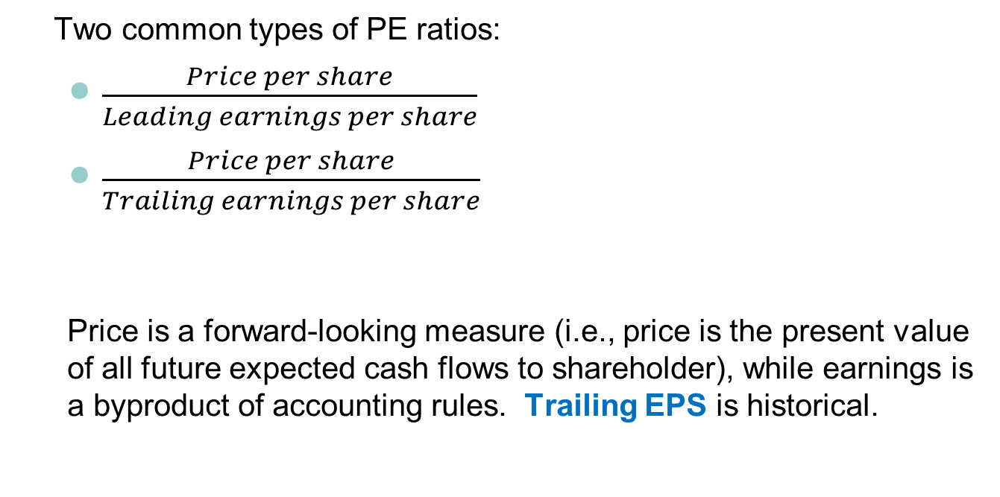 Two common types of PE ratios:
Price per share
Leading earnings per share
Price per share
Trailing earnings per share
Price is a forward-looking measure (i.e., price is the present value
of all future expected cash flows to shareholder), while earnings is
a byproduct of accounting rules. Trailing EPS is historical.